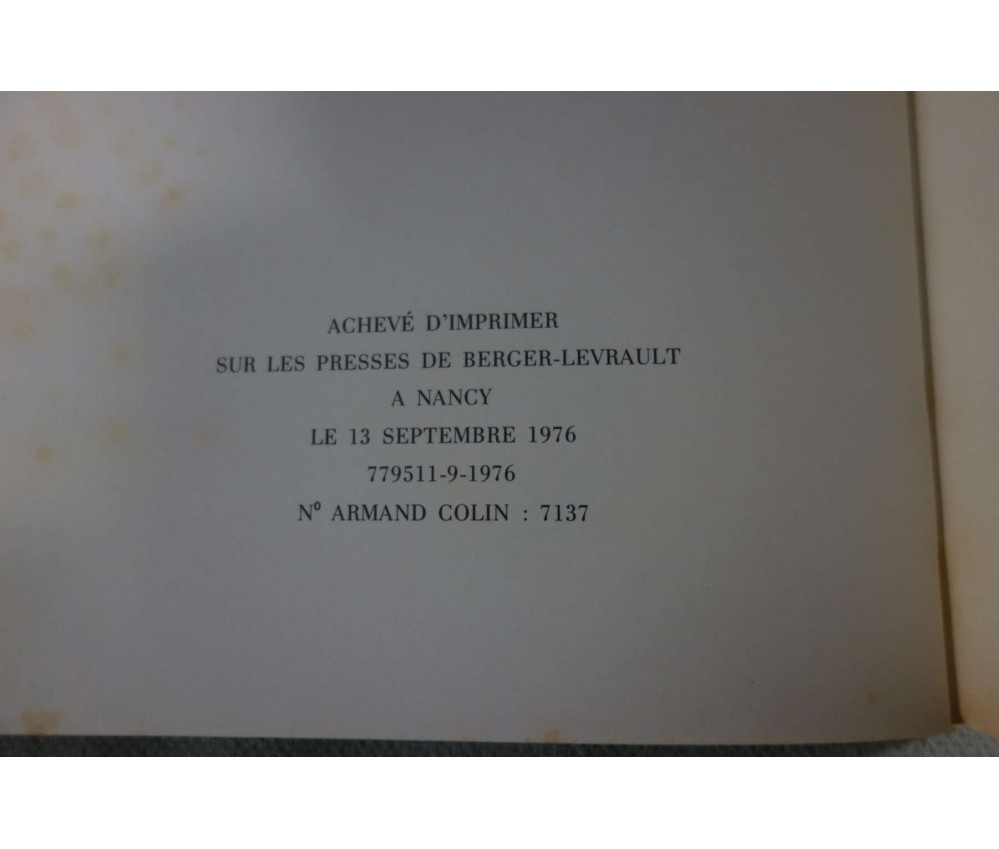 ACHEVÉ D'IMPRIMER
SUR LES PRESSES DE BERGER-LEVRAULT
A NANCY
LE 13 SEPTEMBRE 1976
779511-9-1976
Nº ARMAND COLIN : 7137